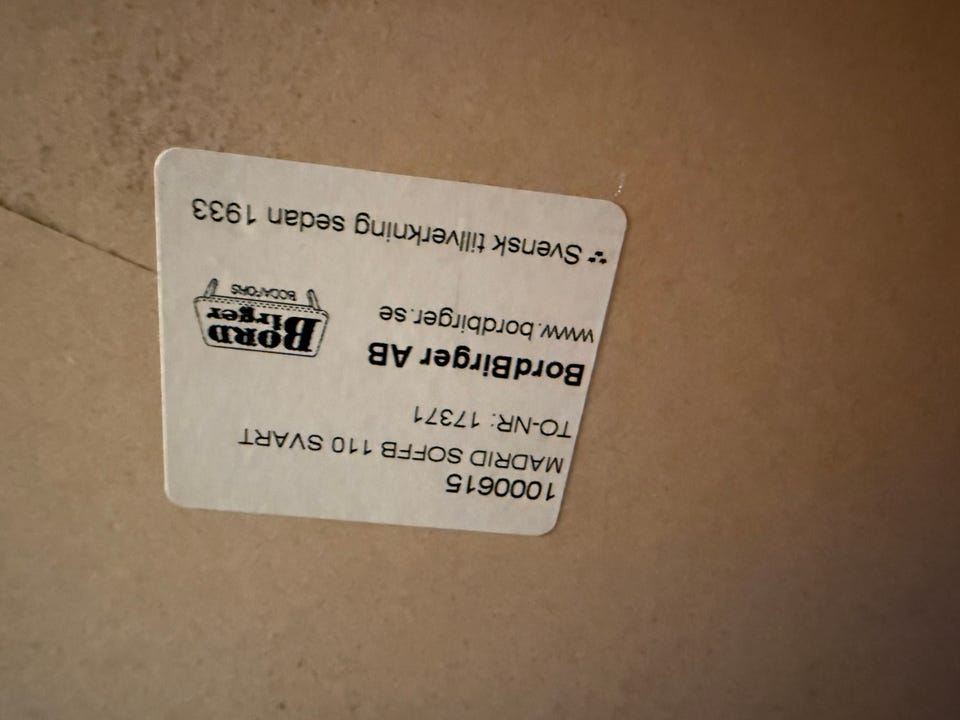 1000615
MADRID SOFFB 110 SVART
TO-NR: 17371
BordBirger AB
www.bordbirger.se
BORD
Birger
BODAFORS
Svensk tillverkning sedan 1933